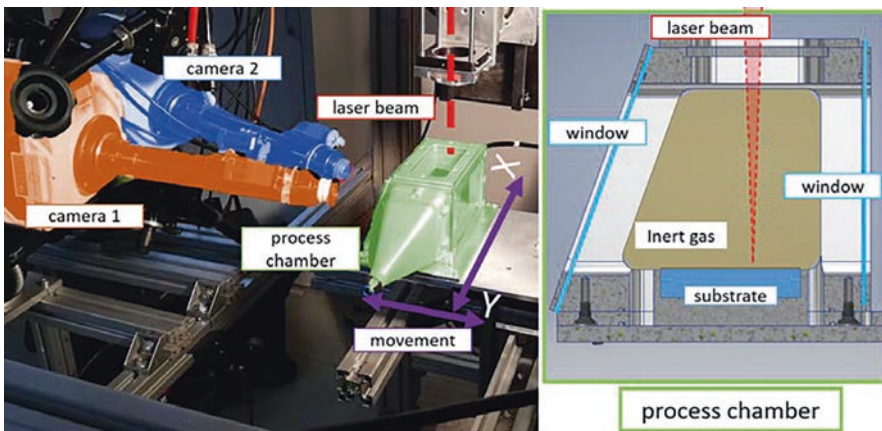 camera 2
laser beam
camera 1
process
chamber
X
Y
movement
laser beam
window
window
Inert gas
substrate
process chamber